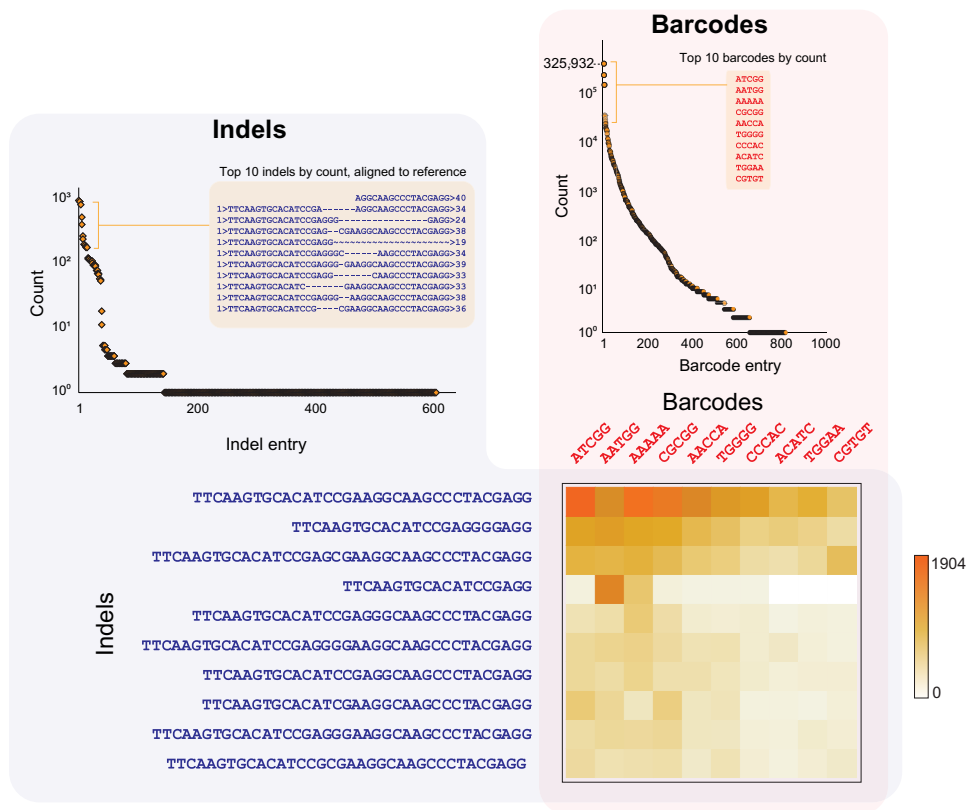 Barcodes
325,932
Top 10 barcodes by count
ATCGG
AATGG
AAAAA
CGCGG
AACCA
TGGGG
CCCAC
ACATC
TGGAA
CGTGT
10⁵
10⁴
10³
10²
10¹
10⁰
Count
1 200 400 600 800 1000
Barcode entry
Indels
Top 10 indels by count, aligned to reference
AGGCAAGCCCTACGAGG>40
1>TTCAAGTGCACATCCGA------AGGCAAGCCCTACGAGG>34
1>TTCAAGTGCACATCCGAGGG----------------GAGG>24
1>TTCAAGTGCACATCCGAG--CGAAGGCAAGCCCTACGAGG>38
1>TTCAAGTGCACATCCGAGG~~~~~~~~~~~~~~~~~~~~~>19
1>TTCAAGTGCACATCCGAGGGC------AAGCCCTACGAGG>34
1>TTCAAGTGCACATCCGAGGG-GAAGGCAAGCCCTACGAGG>39
1>TTCAAGTGCACATCCGAGG-------CAAGCCCTACGAGG>33
1>TTCAAGTGCACATC-------GAAGGCAAGCCCTACGAGG>33
1>TTCAAGTGCACATCCGAGGG--AAGGCAAGCCCTACGAGG>38
1>TTCAAGTGCACATCCG----CGAAGGCAAGCCCTACGAGG>36
10³
10²
10¹
10⁰
Count
1 200 400 600
Indel entry
Barcodes
ATCGG AATGG AAAAA CGCGG AACCA TGGGG CCCAC ACATC TGGAA CGTGT
Indels
TTCAAGTGCACATCCGAAGGCAAGCCCTACGAGG
TTCAAGTGCACATCCGAGGGGAGG
TTCAAGTGCACATCCGAGCGAAGGCAAGCCCTACGAGG
TTCAAGTGCACATCCGAGG
TTCAAGTGCACATCCGAGGGCAAGCCCTACGAGG
TTCAAGTGCACATCCGAGGGGAAGGCAAGCCCTACGAGG
TTCAAGTGCACATCCGAGGCAAGCCCTACGAGG
TTCAAGTGCACATCGAAGGCAAGCCCTACGAGG
TTCAAGTGCACATCCGAGGGAAGGCAAGCCCTACGAGG
TTCAAGTGCACATCCGCGAAGGCAAGCCCTACGAGG
1904
0